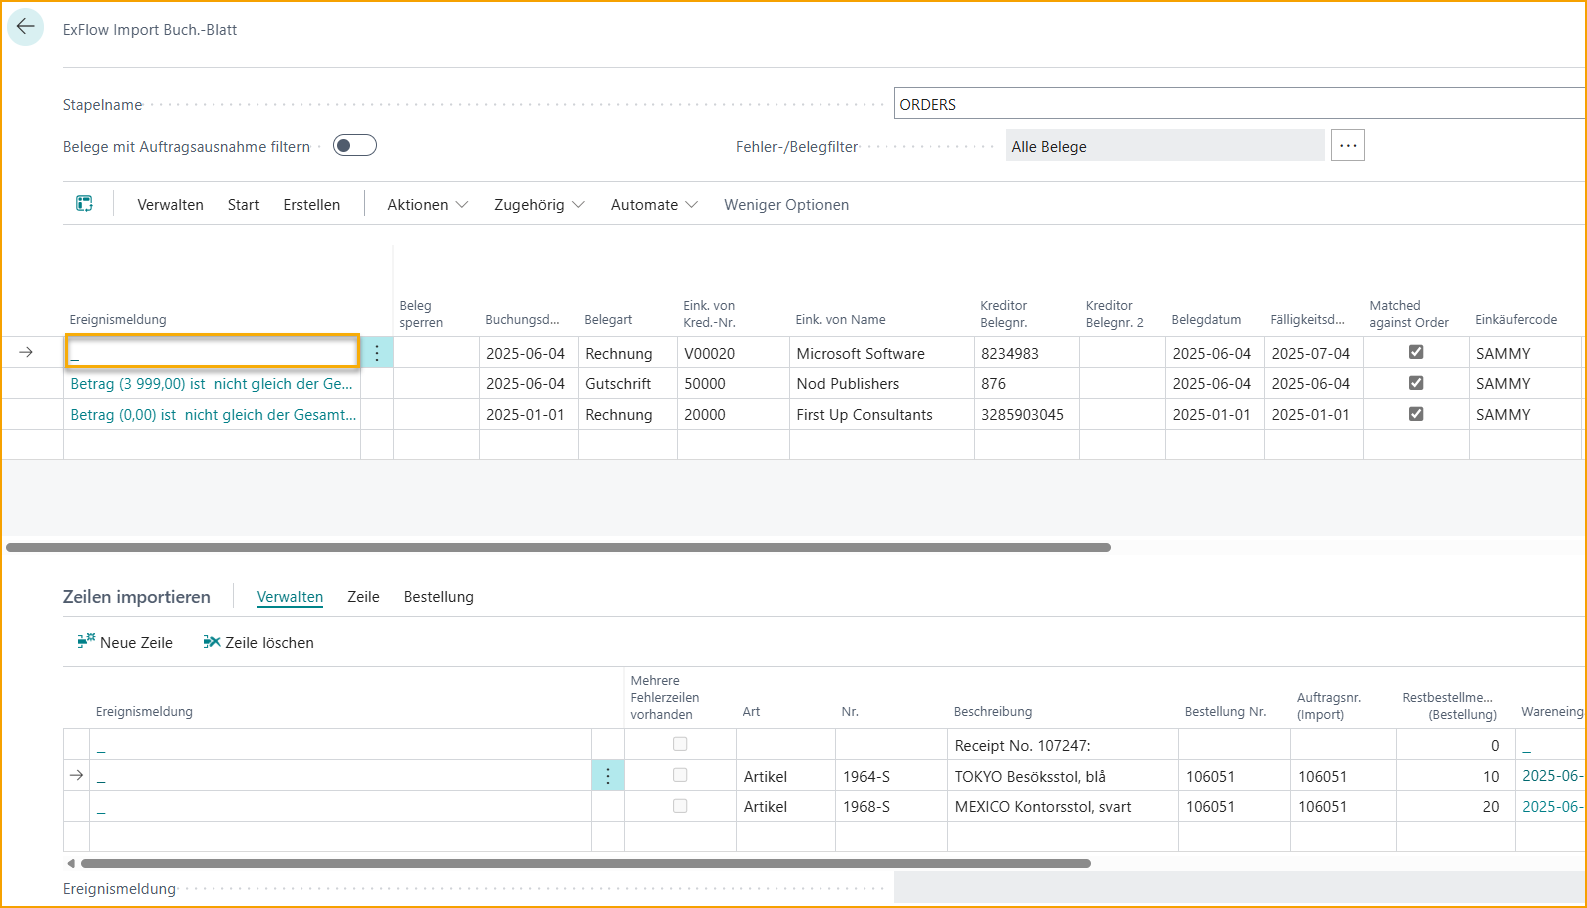 ExFlow Import Buch.-Blatt
Stapelname
ORDERS
Belege mit Auftragsausnahme filtern
Fehler-/Belegfilter
Alle Belege
Verwalten Start Erstellen Aktionen Zugehörig Automate Weniger Optionen
Ereignismeldung
Beleg sperren
Buchungsd...
Belegart
Eink. von Kred.-Nr.
Eink. von Name
Kreditor Belegnr.
Kreditor Belegnr. 2
Belegdatum
Fälligkeitsd...
Matched against Order
Einkäufercode
_ 2025-06-04 Rechnung V00020 Microsoft Software 8234983 2025-06-04 2025-07-04 SAMMY
Betrag (3 999,00) ist  nicht gleich der Ge... 2025-06-04 Gutschrift 50000 Nod Publishers 876 2025-06-04 2025-06-04 SAMMY
Betrag (0,00) ist  nicht gleich der Gesamt... 2025-01-01 Rechnung 20000 First Up Consultants 3285903045 2025-01-01 2025-01-01 SAMMY
Zeilen importieren Verwalten Zeile Bestellung
Neue Zeile Zeile löschen
Ereignismeldung
Mehrere Fehlerzeilen vorhanden
Art
Nr.
Beschreibung
Bestellung Nr.
Auftragsnr. (Import)
Restbestellme... (Bestellung)
Wareneing
_ Receipt No. 107247: 0 _
_ Artikel 1964-S TOKYO Besöksstol, blå 106051 106051 10 2025-06-
_ Artikel 1968-S MEXICO Kontorsstol, svart 106051 106051 20 2025-06-
Ereignismeldung